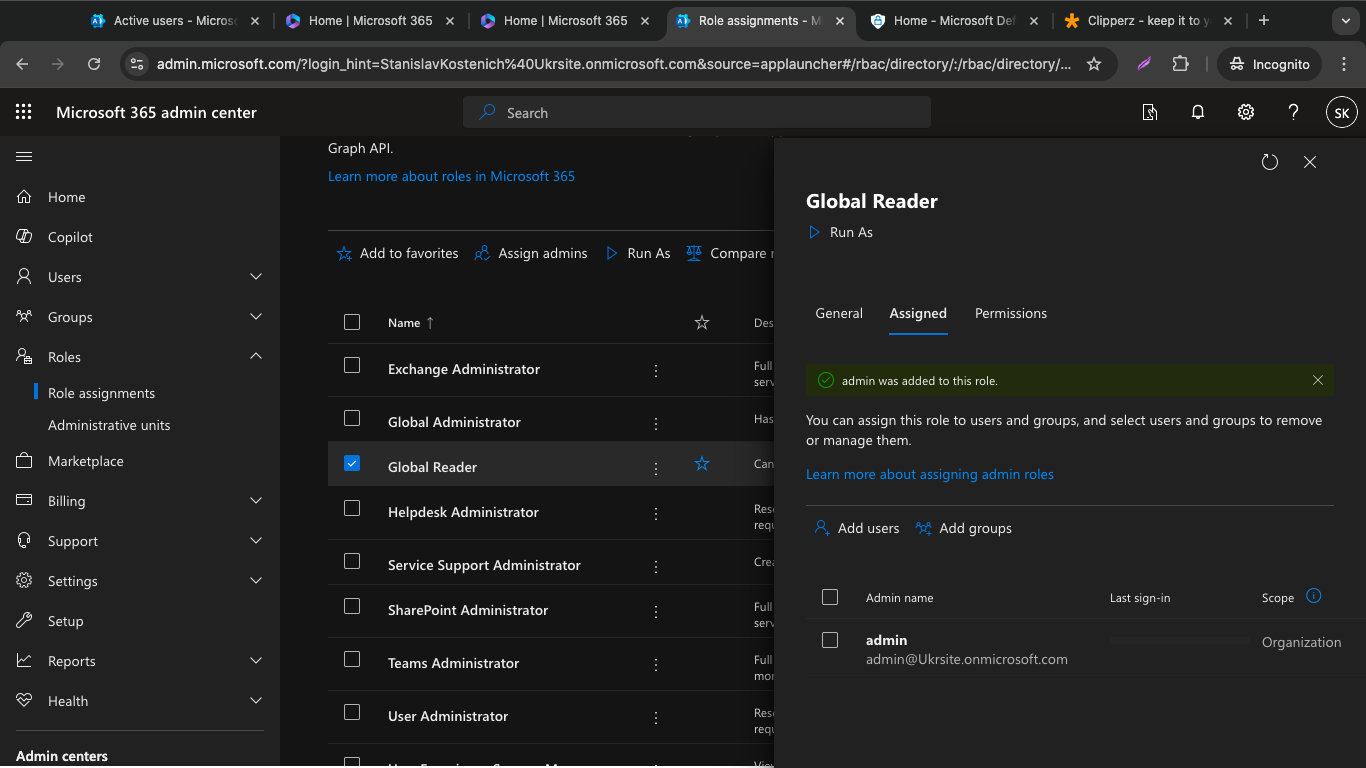 Active users - Microso
Home | Microsoft 365
Home | Microsoft 365
Role assignments - M
Home - Microsoft Def
Clipperz - keep it to y
admin.microsoft.com/?login_hint=StanislavKostenich%40Ukrsite.onmicrosoft.com&source=applauncher#/rbac/directory/:/rbac/directory/...
Incognito
Microsoft 365 admin center
Search
SK
Home
Copilot
Users
Groups
Roles
Role assignments
Administrative units
Marketplace
Billing
Support
Settings
Setup
Reports
Health
Admin centers
Graph API.
Learn more about roles in Microsoft 365
Add to favorites
Assign admins
Run As
Compare r
Name ↑
Des
Exchange Administrator
Full
serv
Global Administrator
Has
Global Reader
Can
Helpdesk Administrator
Rese
requ
Service Support Administrator
Crea
SharePoint Administrator
Full
serv
Teams Administrator
Full
mor
User Administrator
Rese
requ
View
Global Reader
Run As
General
Assigned
Permissions
admin was added to this role.
You can assign this role to users and groups, and select users and groups to remove
or manage them.
Learn more about assigning admin roles
Add users
Add groups
Admin name
Last sign-in
Scope
admin
admin@Ukrsite.onmicrosoft.com
Organization